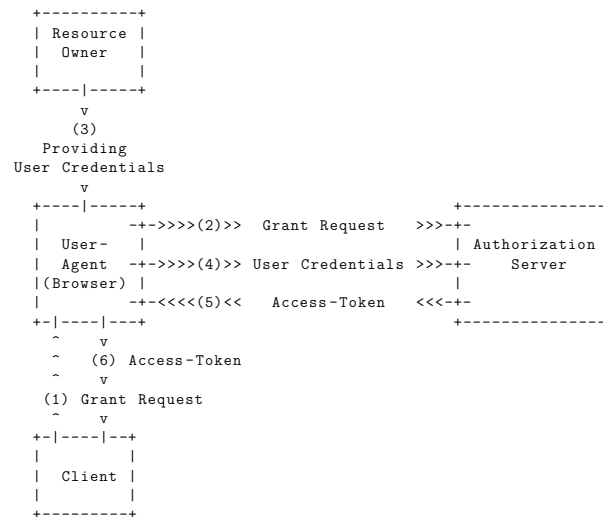 +----------+
| Resource |
| Owner |
| |
+----|-----+
v
(3)
Providing
User Credentials
v
+----|-----+ +---------------
| -+->>>>(2)>> Grant Request >>>-+-
| User- | | Authorization
| Agent -+->>>>(4)>> User Credentials >>>-+- Server
|(Browser) | |
| -+-<<<<(5)<< Access-Token <<<-+-
+-|----|---+ +---------------
^ v
^ (6) Access-Token
^ v
(1) Grant Request
^ v
+-|----|--+
| |
| Client |
| |
+---------+